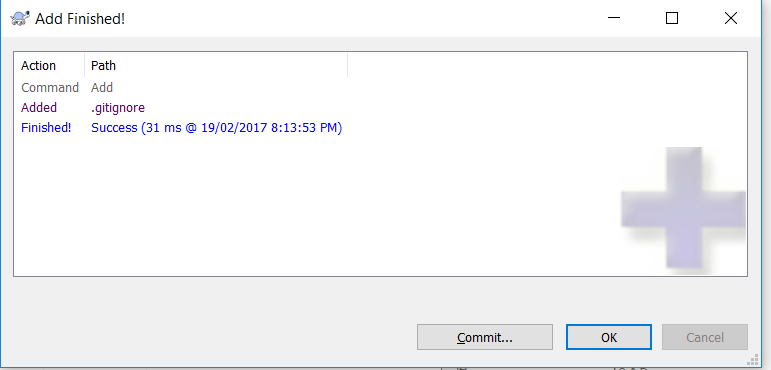 Add Finished!
Action Path
Command Add
Added .gitignore
Finished! Success (31 ms @ 19/02/2017 8:13:53 PM)
Commit... OK Cancel